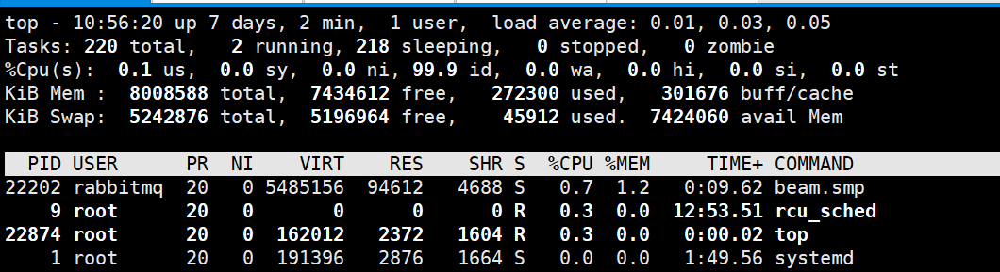 top - 10:56:20 up 7 days, 2 min,  1 user,  load average: 0.01, 0.03, 0.05
Tasks: 220 total,   2 running, 218 sleeping,   0 stopped,   0 zombie
%Cpu(s):  0.1 us,  0.0 sy,  0.0 ni, 99.9 id,  0.0 wa,  0.0 hi,  0.0 si,  0.0 st
KiB Mem :  8008588 total,  7434612 free,   272300 used,   301676 buff/cache
KiB Swap:  5242876 total,  5196964 free,    45912 used.  7424060 avail Mem
  PID USER      PR  NI    VIRT    RES    SHR S  %CPU %MEM     TIME+ COMMAND
22202 rabbitmq  20   0 5485156  94612   4688 S   0.7  1.2   0:09.62 beam.smp
    9 root      20   0       0      0      0 R   0.3  0.0  12:53.51 rcu_sched
22874 root      20   0  162012   2372   1604 R   0.3  0.0   0:00.02 top
    1 root      20   0  191396   2876   1664 S   0.0  0.0   1:49.56 systemd